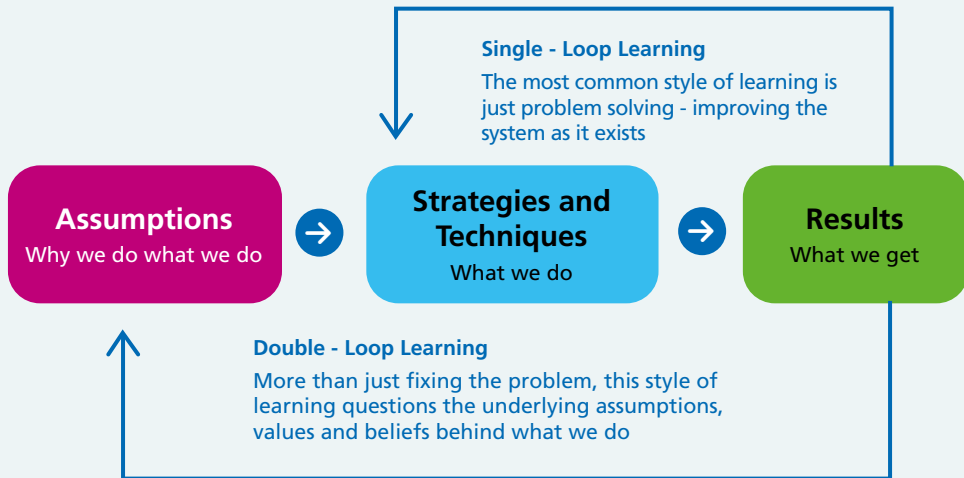 Single - Loop Learning
The most common style of learning is
just problem solving - improving the
system as it exists
Assumptions
Why we do what we do
Strategies and
Techniques
What we do
Results
What we get
Double - Loop Learning
More than just fixing the problem, this style of
learning questions the underlying assumptions,
values and beliefs behind what we do